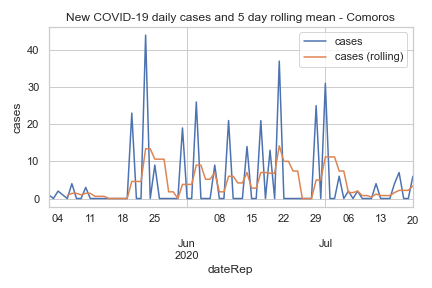 New COVID-19 daily cases and 5 day rolling mean - Comoros
cases
cases (rolling)
cases
40
30
20
10
0
04 11 18 25 08 15 22 29 06 13 20
Jun Jul
2020
dateRep